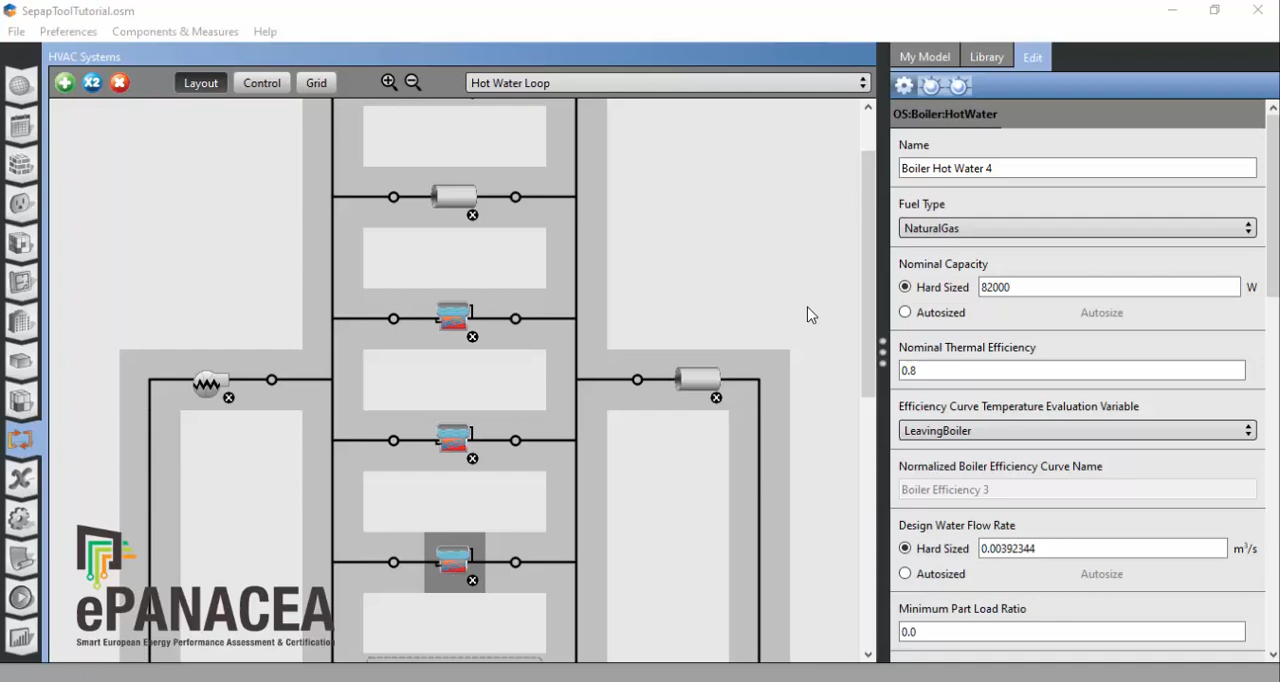 SepapToolTutorial.osm
File Preferences Components & Measures Help
HVAC Systems
My Model Library Edit
X2 Layout Control Grid Hot Water Loop
OS:Boiler:HotWater
Name
Boiler Hot Water 4
Fuel Type
NaturalGas
Nominal Capacity
Hard Sized 82000 W
Autosized Autosize
Nominal Thermal Efficiency
0.8
Efficiency Curve Temperature Evaluation Variable
LeavingBoiler
Normalized Boiler Efficiency Curve Name
Boiler Efficiency 3
Design Water Flow Rate
Hard Sized 0.00392344 m³/s
Autosized Autosize
Minimum Part Load Ratio
0.0
ePANACEA
Smart European Energy Performance Assessment & Certification